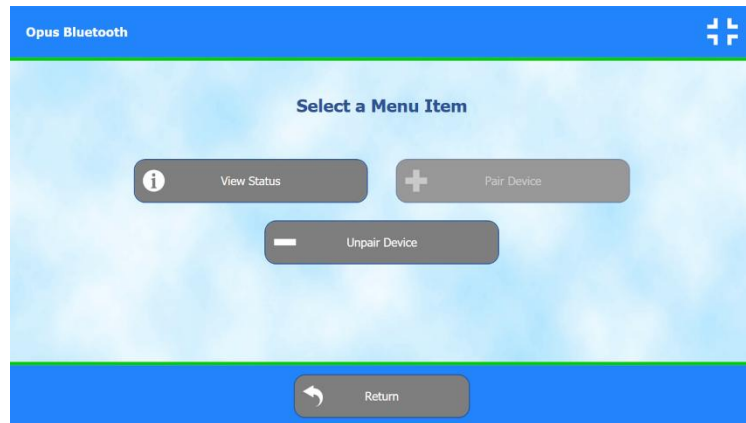 Opus Bluetooth
Select a Menu Item
View Status
Pair Device
Unpair Device
Return